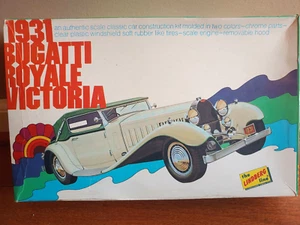 1931
BUGATTI
ROYALE
VICTORIA
an authentic scale classic car construction kit molded in two colors—chrome parts—
clear plastic windshield soft rubber like tires—scale engine—removable hood
the
LINDBERG
line